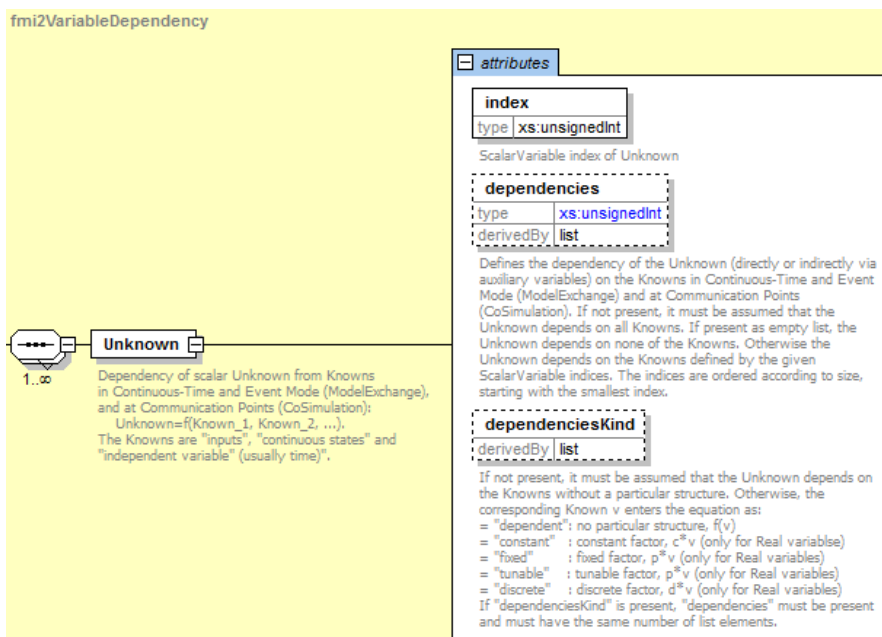 fmi2VariableDependency
attributes
index
type xs:unsignedInt
ScalarVariable index of Unknown
dependencies
type xs:unsignedInt
derivedBy list
Defines the dependency of the Unknown (directly or indirectly via
auxiliary variables) on the Knowns in Continuous-Time and Event
Mode (ModelExchange) and at Communication Points
(CoSimulation). If not present, it must be assumed that the
Unknown depends on all Knowns. If present as empty list, the
Unknown depends on none of the Knowns. Otherwise the
Unknown depends on the Knowns defined by the given
ScalarVariable indices. The indices are ordered according to size,
starting with the smallest index.
Unknown
1..∞
Dependency of scalar Unknown from Knowns
in Continuous-Time and Event Mode (ModelExchange),
and at Communication Points (CoSimulation):
Unknown=f(Known_1, Known_2, ...).
The Knowns are "inputs", "continuous states" and
"independent variable" (usually time)".
dependenciesKind
derivedBy list
If not present, it must be assumed that the Unknown depends on
the Knowns without a particular structure. Otherwise, the
corresponding Known v enters the equation as:
= "dependent": no particular structure, f(v)
= "constant" : constant factor, c*v (only for Real variablse)
= "fixed" : fixed factor, p*v (only for Real variables)
= "tunable" : tunable factor, p*v (only for Real variables)
= "discrete" : discrete factor, d*v (only for Real variables)
If "dependenciesKind" is present, "dependencies" must be present
and must have the same number of list elements.